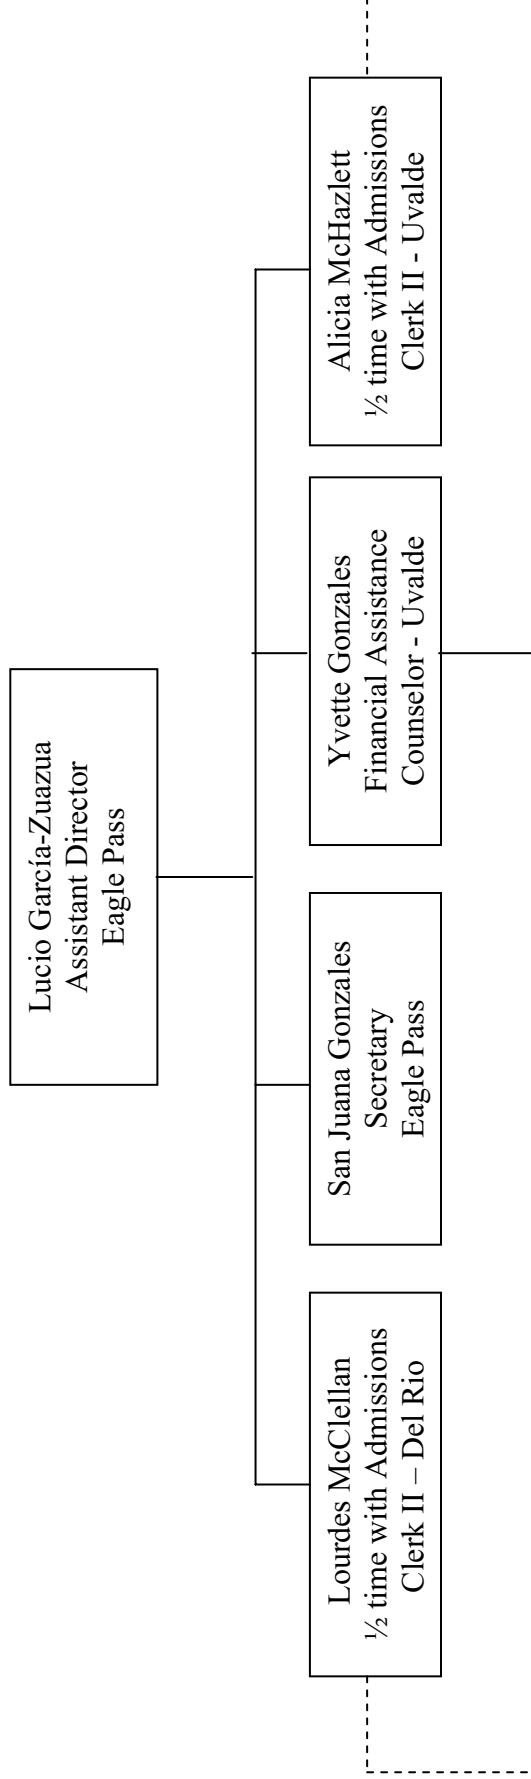 Lucio García-Zuazua
Assistant Director
Eagle Pass
Lourdes McClellan
½ time with Admissions
Clerk II – Del Rio
San Juana Gonzales
Secretary
Eagle Pass
Yvette Gonzales
Financial Assistance
Counselor - Uvalde
Alicia McHazlett
½ time with Admissions
Clerk II - Uvalde